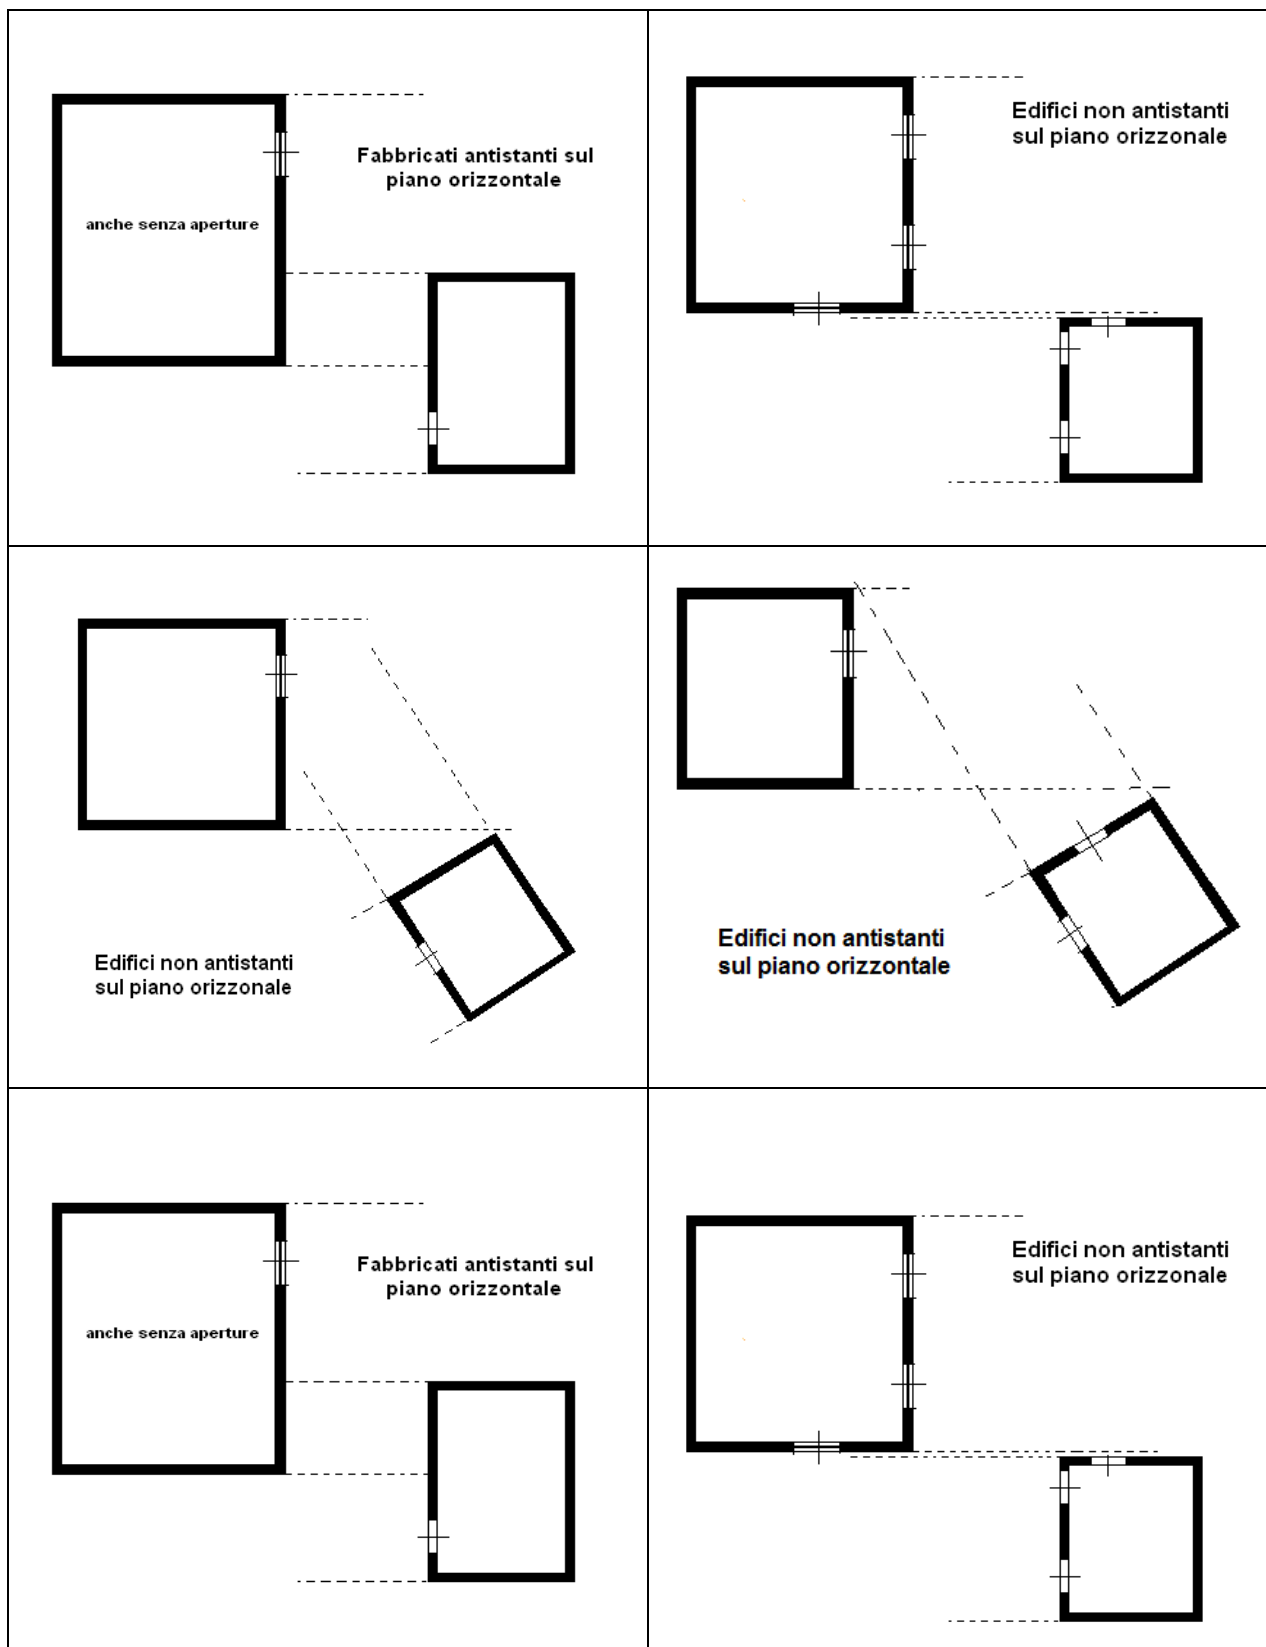 Fabbricati antistanti sul
piano orizzontale
anche senza aperture
Edifici non antistanti
sul piano orizzonale
Edifici non antistanti
sul piano orizzonale
Edifici non antistanti
sul piano orizzontale
Fabbricati antistanti sul
piano orizzontale
anche senza aperture
Edifici non antistanti
sul piano orizzonale